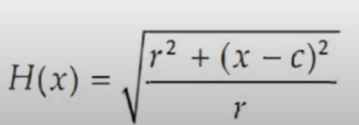 H(x) = √((r² + (x − c)²)/r)